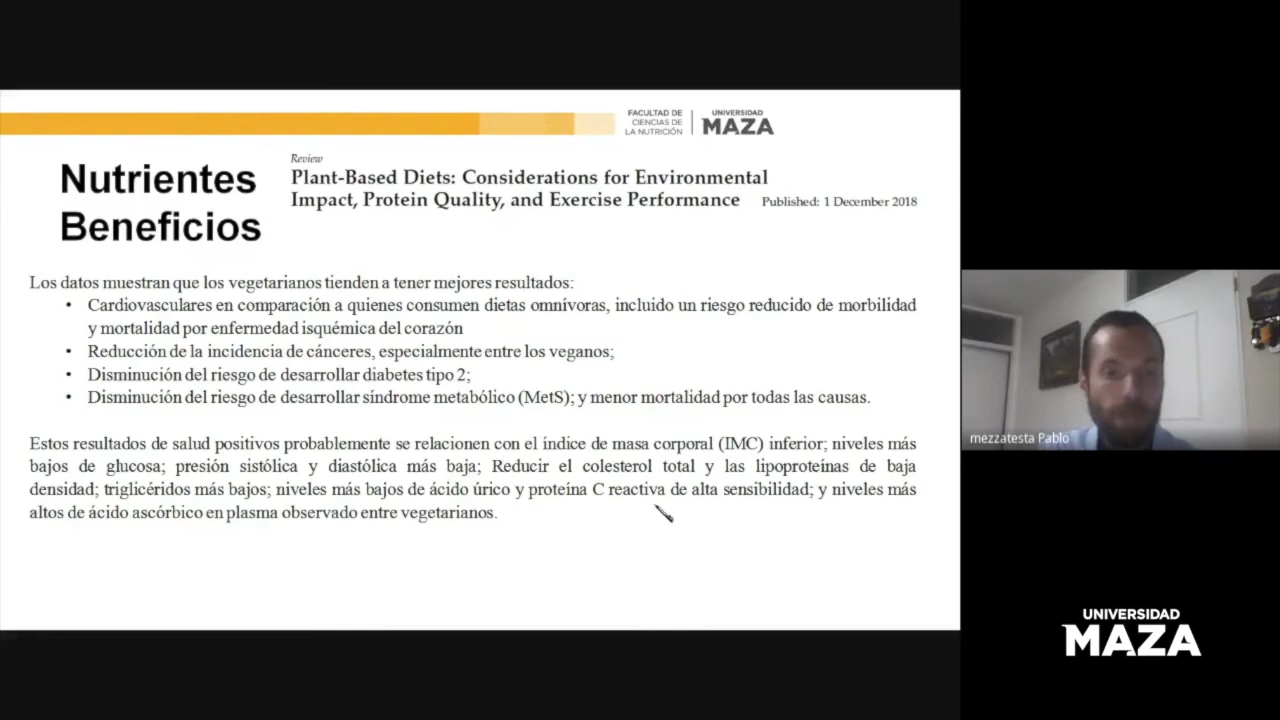 FACULTAD DE
CIENCIAS DE
LA NUTRICIÓN
UNIVERSIDAD
MAZA
Nutrientes
Beneficios
Review
Plant-Based Diets: Considerations for Environmental
Impact, Protein Quality, and Exercise Performance
Published: 1 December 2018
Los datos muestran que los vegetarianos tienden a tener mejores resultados:
• Cardiovasculares en comparación a quienes consumen dietas omnívoras, incluido un riesgo reducido de morbilidad
y mortalidad por enfermedad isquémica del corazón
• Reducción de la incidencia de cánceres, especialmente entre los veganos;
• Disminución del riesgo de desarrollar diabetes tipo 2;
• Disminución del riesgo de desarrollar síndrome metabólico (MetS); y menor mortalidad por todas las causas.
Estos resultados de salud positivos probablemente se relacionen con el índice de masa corporal (IMC) inferior; niveles más
bajos de glucosa; presión sistólica y diastólica más baja; Reducir el colesterol total y las lipoproteínas de baja
densidad; triglicéridos más bajos; niveles más bajos de ácido úrico y proteína C reactiva de alta sensibilidad; y niveles más
altos de ácido ascórbico en plasma observado entre vegetarianos.
mezzatesta Pablo
UNIVERSIDAD
MAZA